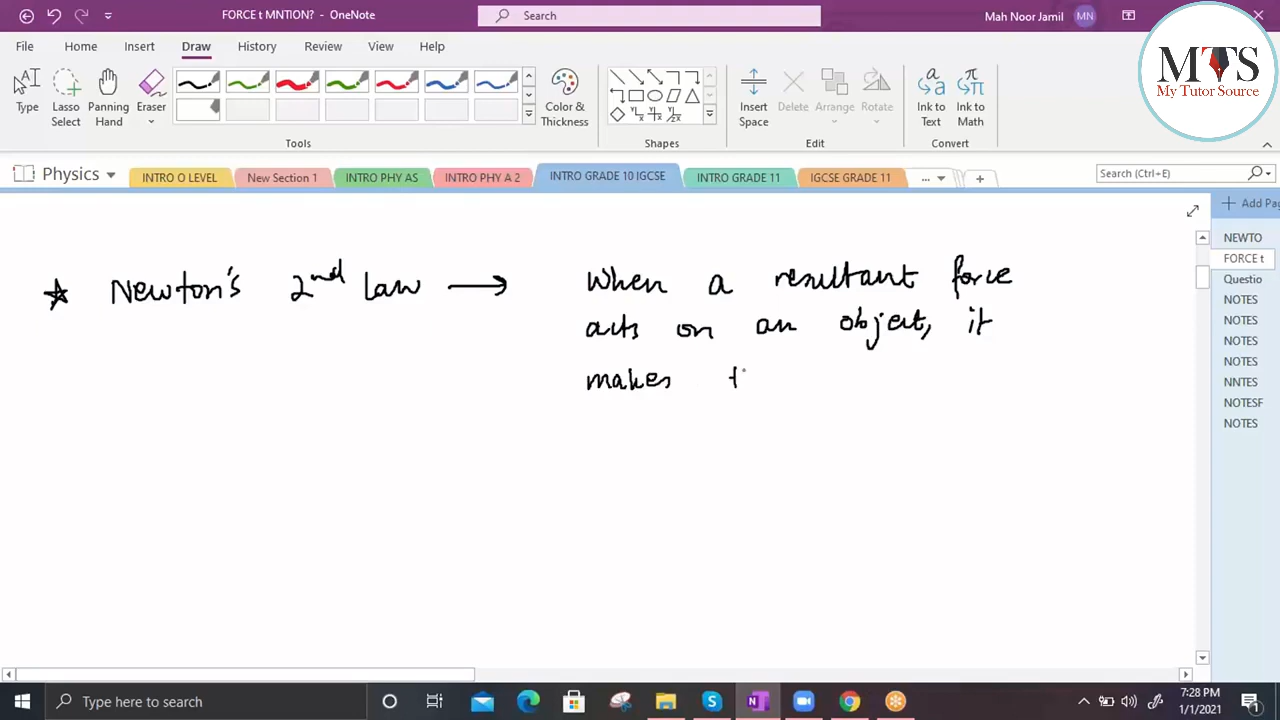 FORCE t MNTION? - OneNote
Search
Mah Noor Jamil MN
MTS
My Tutor Source
File Home Insert Draw History Review View Help
Type
Lasso Select
Panning Hand
Eraser
Color & Thickness
Insert Space
Delete
Arrange
Rotate
Ink to Text
Ink to Math
Tools Shapes Edit Convert
Physics
INTRO O LEVEL New Section 1 INTRO PHY AS INTRO PHY A 2 INTRO GRADE 10 IGCSE INTRO GRADE 11 IGCSE GRADE 11 ...
Search (Ctrl+E)
Add Pag
NEWTO
FORCE t
Questio
NOTES
NOTES
NOTES
NOTES
NNTES
NOTESF
NOTES
Newton's 2nd law → When a resultant force
acts on an object, it
makes t
Type here to search
7:28 PM
1/1/2021